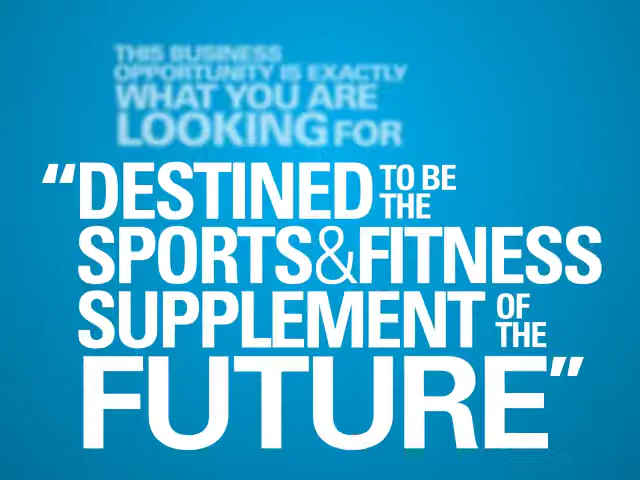 THIS BUSINESS
OPPORTUNITY IS EXACTLY
WHAT YOU ARE
LOOKING FOR
“DESTINED TO BE THE
SPORTS&FITNESS
SUPPLEMENT OF THE
FUTURE”